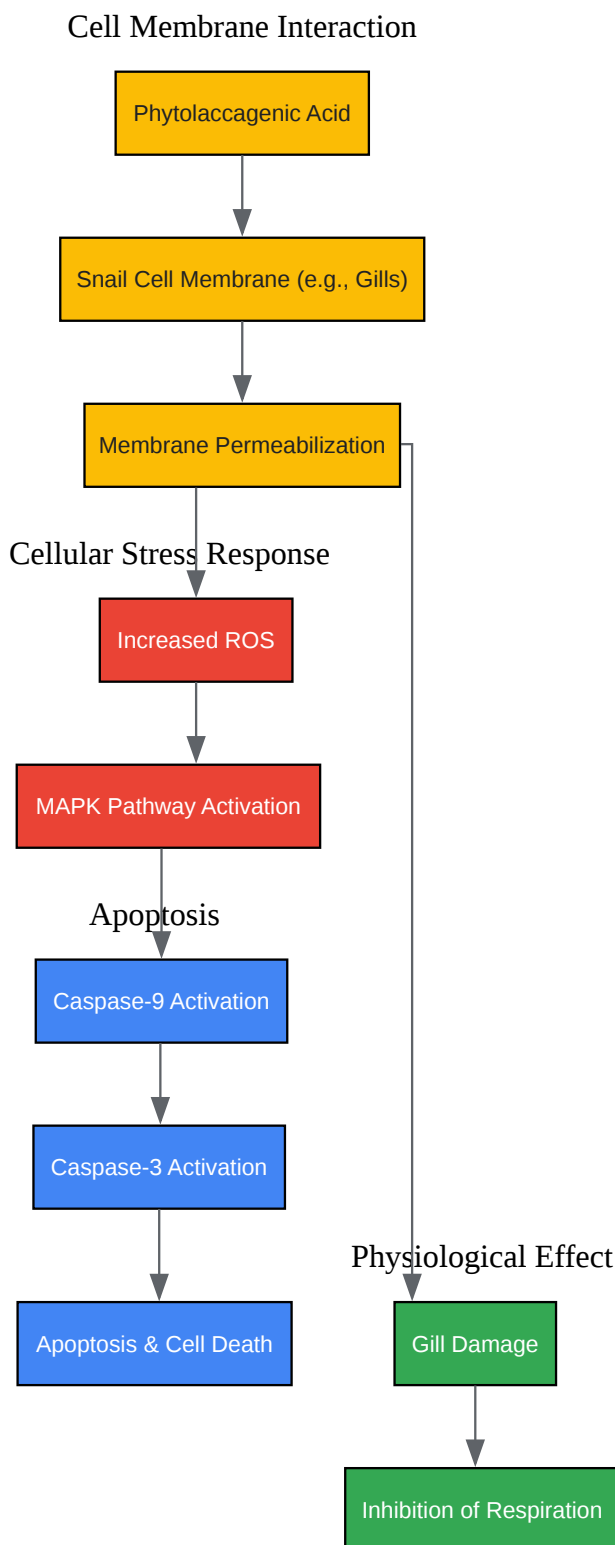 Cell Membrane Interaction
Phytolaccagenic Acid
Snail Cell Membrane (e.g., Gills)
Membrane Permeabilization
Cellular Stress Response
Increased ROS
MAPK Pathway Activation
Apoptosis
Caspase-9 Activation
Caspase-3 Activation
Apoptosis & Cell Death
Physiological Effect
Gill Damage
Inhibition of Respiration